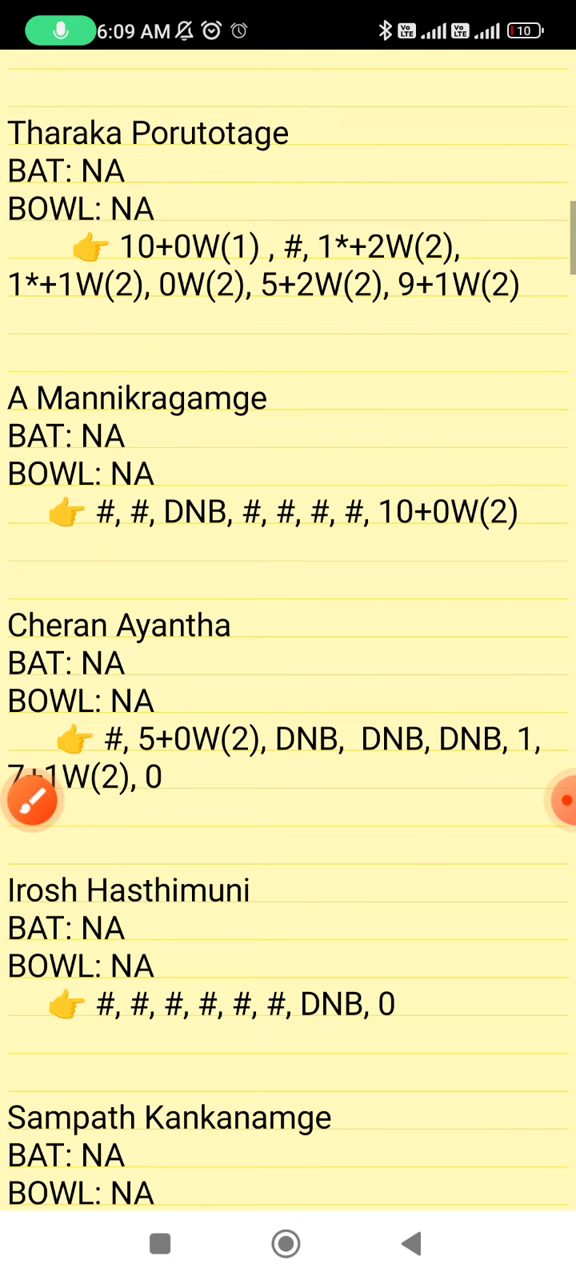 6:09 AM 10
Tharaka Porutotage
BAT: NA
BOWL: NA
👉 10+0W(1) , #, 1*+2W(2),
1*+1W(2), 0W(2), 5+2W(2), 9+1W(2)
A Mannikragamge
BAT: NA
BOWL: NA
👉 #, #, DNB, #, #, #, #, 10+0W(2)
Cheran Ayantha
BAT: NA
BOWL: NA
👉 #, 5+0W(2), DNB, DNB, DNB, 1,
7+1W(2), 0
Irosh Hasthimuni
BAT: NA
BOWL: NA
👉 #, #, #, #, #, #, DNB, 0
Sampath Kankanamge
BAT: NA
BOWL: NA